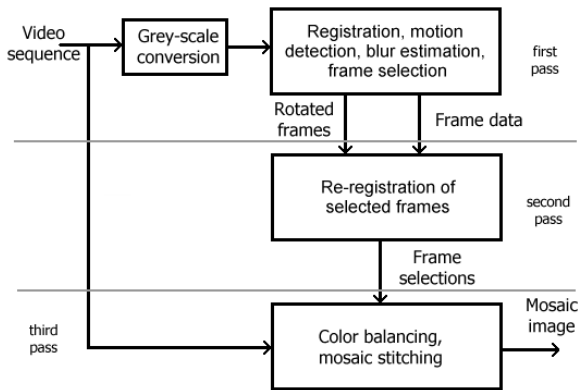 Video
sequence
Grey-scale
conversion
Registration, motion
detection, blur estimation,
frame selection
first
pass
Rotated
frames
Frame data
Re-registration of
selected frames
second
pass
Frame
selections
third
pass
Color balancing,
mosaic stitching
Mosaic
image